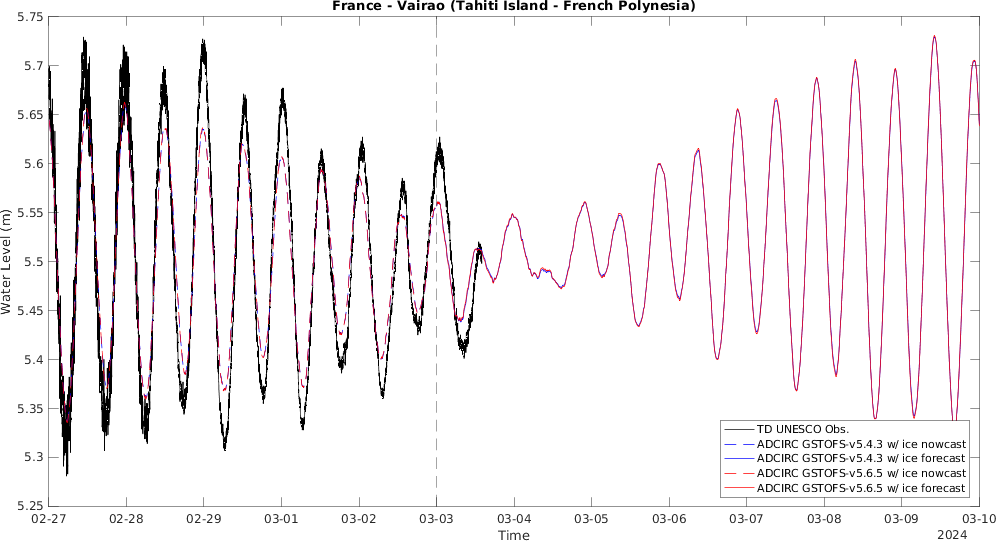 France - Vairao (Tahiti Island - French Polynesia)
5.75
5.7
5.65
5.6
5.55
5.5
5.45
5.4
5.35
5.3
5.25
Water Level (m)
TD UNESCO Obs.
ADCIRC GSTOFS-v5.4.3 w/ ice nowcast
ADCIRC GSTOFS-v5.4.3 w/ ice forecast
ADCIRC GSTOFS-v5.6.5 w/ ice nowcast
ADCIRC GSTOFS-v5.6.5 w/ ice forecast
02-27 02-28 02-29 03-01 03-02 03-03 03-04 03-05 03-06 03-07 03-08 03-09 03-10
Time
2024